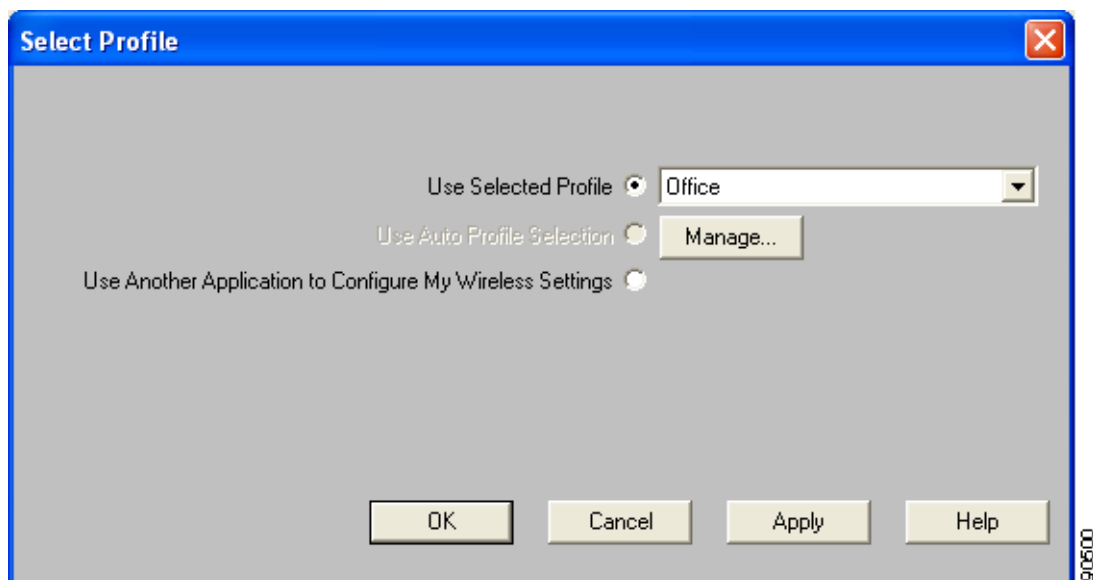 Select Profile
Use Selected Profile Office
Use Auto Profile Selection Manage...
Use Another Application to Configure My Wireless Settings
OK Cancel Apply Help
90500